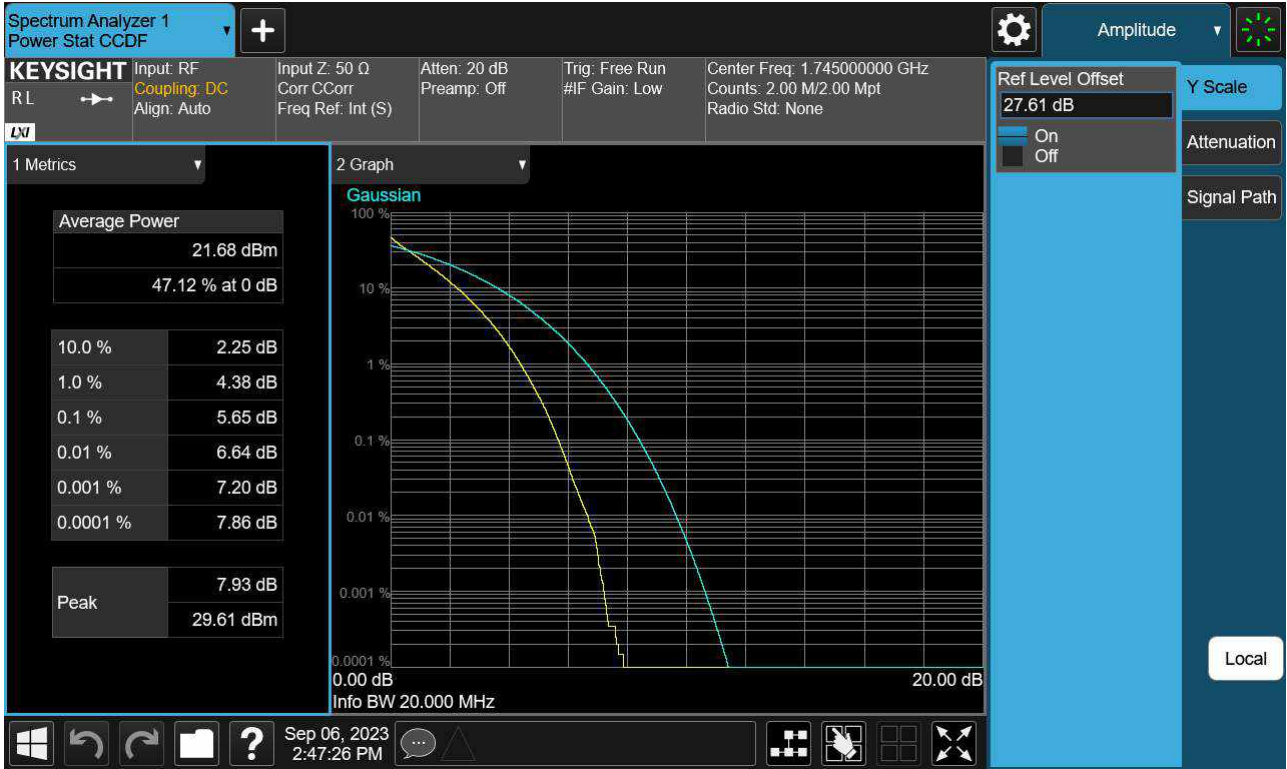 Spectrum Analyzer 1
Power Stat CCDF
Amplitude
KEYSIGHT
R L
LXI
Input: RF
Coupling: DC
Align: Auto
Input Z: 50 Ω
Corr CCorr
Freq Ref: Int (S)
Atten: 20 dB
Preamp: Off
Trig: Free Run
#IF Gain: Low
Center Freq: 1.745000000 GHz
Counts: 2.00 M/2.00 Mpt
Radio Std: None
Ref Level Offset
27.61 dB
On
Off
Y Scale
Attenuation
Signal Path
Local
1 Metrics
Average Power
21.68 dBm
47.12 % at 0 dB
10.0 % 2.25 dB
1.0 % 4.38 dB
0.1 % 5.65 dB
0.01 % 6.64 dB
0.001 % 7.20 dB
0.0001 % 7.86 dB
Peak
7.93 dB
29.61 dBm
2 Graph
Gaussian
100 %
10 %
1 %
0.1 %
0.01 %
0.001 %
0.0001 %
0.00 dB
20.00 dB
Info BW 20.000 MHz
?
Sep 06, 2023
2:47:26 PM